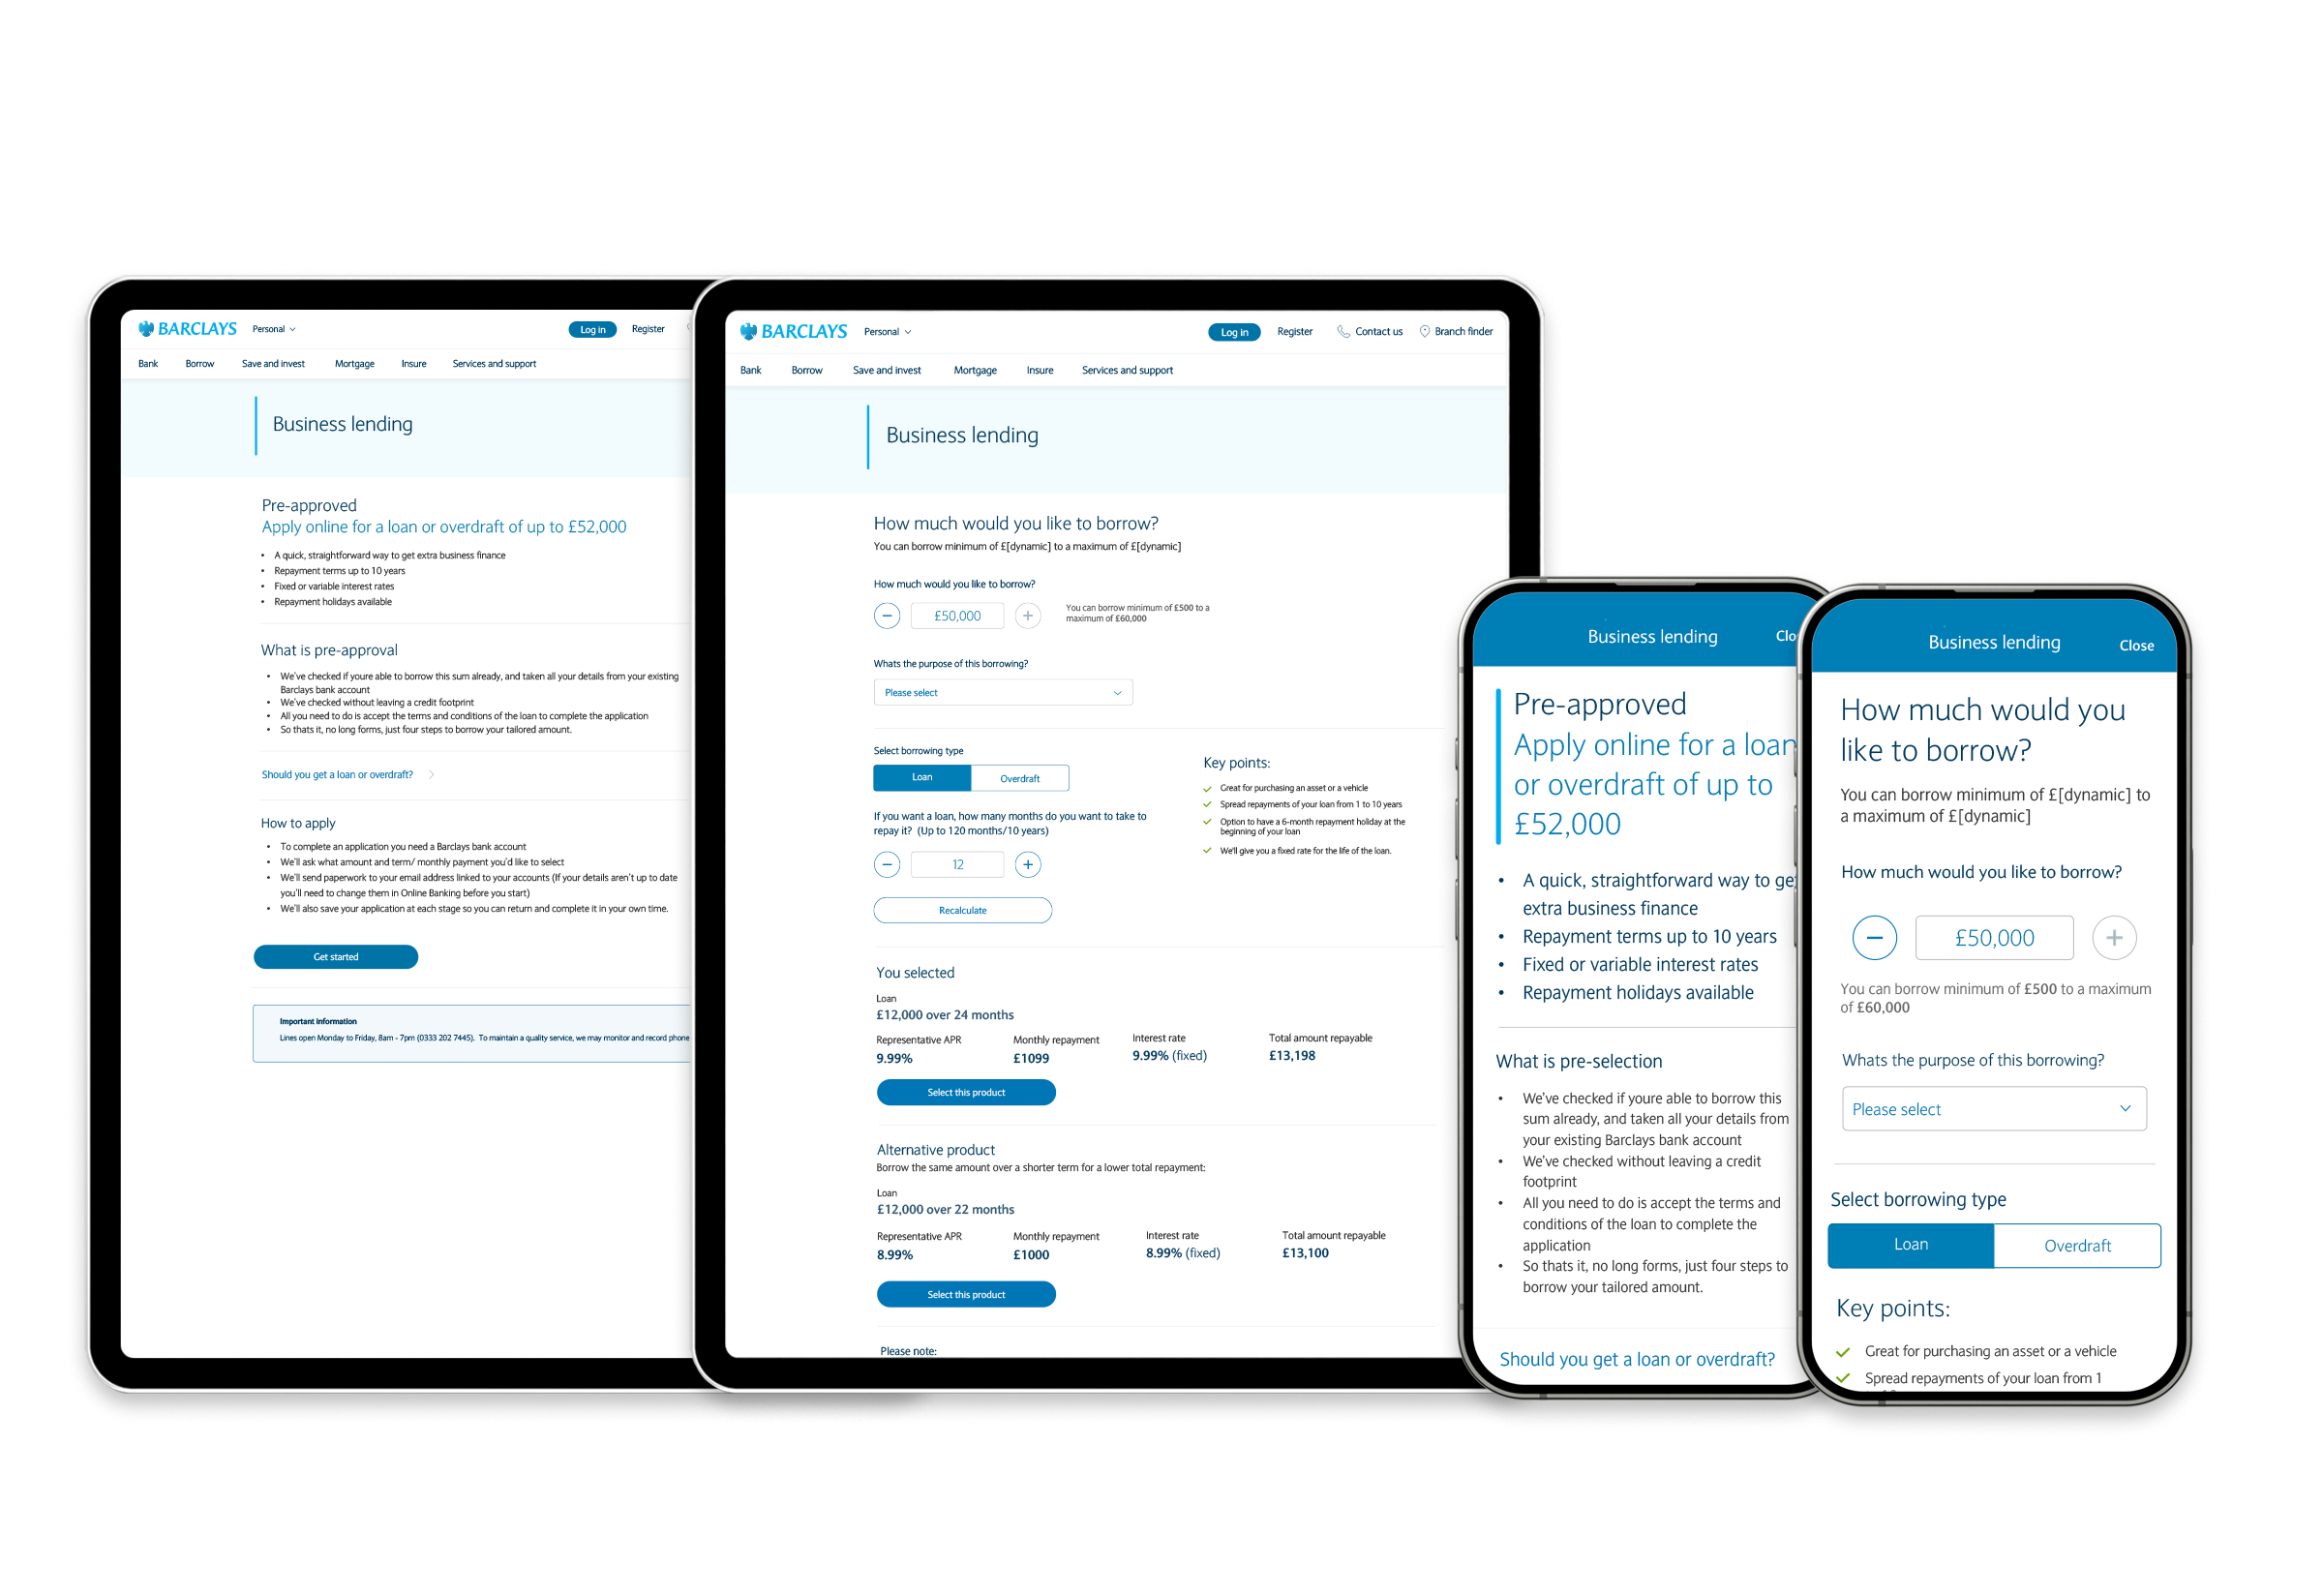 BARCLAYS Personal Log in Register
Bank Borrow Save and invest Mortgage Insure Services and support
Business lending
Pre-approved
Apply online for a loan or overdraft of up to £52,000
• A quick, straightforward way to get extra business finance
• Repayment terms up to 10 years
• Fixed or variable interest rates
• Repayment holidays available
What is pre-approval
• We've checked if youre able to borrow this sum already, and taken all your details from your existing
Barclays bank account
• We've checked without leaving a credit footprint
• All you need to do is accept the terms and conditions of the loan to complete the application
• So thats it, no long forms, just four steps to borrow your tailored amount.
Should you get a loan or overdraft?
How to apply
• To complete an application you need a Barclays bank account
• We'll ask what amount and term/ monthly payment you'd like to select
• We'll send paperwork to your email address linked to your accounts (If your details aren't up to date
you'll need to change them in Online Banking before you start)
• We'll also save your application at each stage so you can return and complete it in your own time.
Get started
Important information
Lines open Monday to Friday, 8am - 7pm (0333 202 7445). To maintain a quality service, we may monitor and record phone
BARCLAYS Personal Log in Register Contact us Branch finder
Bank Borrow Save and invest Mortgage Insure Services and support
Business lending
How much would you like to borrow?
You can borrow minimum of £[dynamic] to a maximum of £[dynamic]
How much would you like to borrow?
− £50,000 +
You can borrow minimum of £500 to a
maximum of £60,000
Whats the purpose of this borrowing?
Please select
Select borrowing type
Loan Overdraft
If you want a loan, how many months do you want to take to
repay it? (Up to 120 months/10 years)
− 12 +
Recalculate
Key points:
Great for purchasing an asset or a vehicle
Spread repayments of your loan from 1 to 10 years
Option to have a 6-month repayment holiday at the
beginning of your loan
We'll give you a fixed rate for the life of the loan.
You selected
Loan
£12,000 over 24 months
Representative APR Monthly repayment Interest rate Total amount repayable
9.99% £1099 9.99% (fixed) £13,198
Select this product
Alternative product
Borrow the same amount over a shorter term for a lower total repayment:
Loan
£12,000 over 22 months
Representative APR Monthly repayment Interest rate Total amount repayable
8.99% £1000 8.99% (fixed) £13,100
Select this product
Please note:
Business lending Clo
Pre-approved
Apply online for a loan
or overdraft of up to
£52,000
• A quick, straightforward way to ge
extra business finance
• Repayment terms up to 10 years
• Fixed or variable interest rates
• Repayment holidays available
What is pre-selection
• We've checked if youre able to borrow this
sum already, and taken all your details from
your existing Barclays bank account
• We've checked without leaving a credit
footprint
• All you need to do is accept the terms and
conditions of the loan to complete the
application
• So thats it, no long forms, just four steps to
borrow your tailored amount.
Should you get a loan or overdraft?
Business lending Close
How much would you
like to borrow?
You can borrow minimum of £[dynamic] to
a maximum of £[dynamic]
How much would you like to borrow?
− £50,000 +
You can borrow minimum of £500 to a maximum
of £60,000
Whats the purpose of this borrowing?
Please select
Select borrowing type
Loan Overdraft
Key points:
Great for purchasing an asset or a vehicle
Spread repayments of your loan from 1